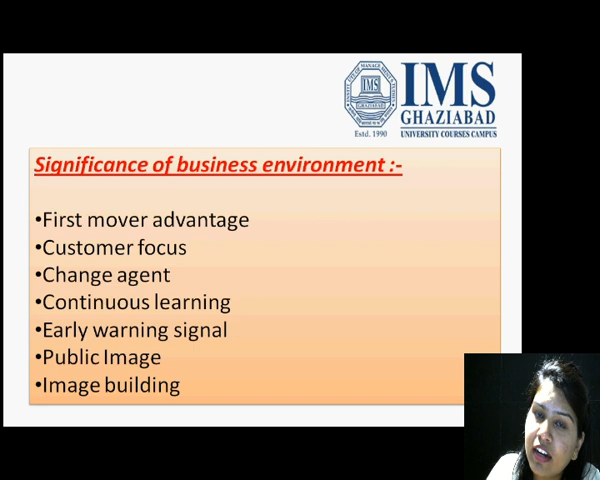 IMS
GHAZIABAD
Estd. 1990
UNIVERSITY COURSES CAMPUS
Significance of business environment :-
•First mover advantage
•Customer focus
•Change agent
•Continuous learning
•Early warning signal
•Public Image
•Image building